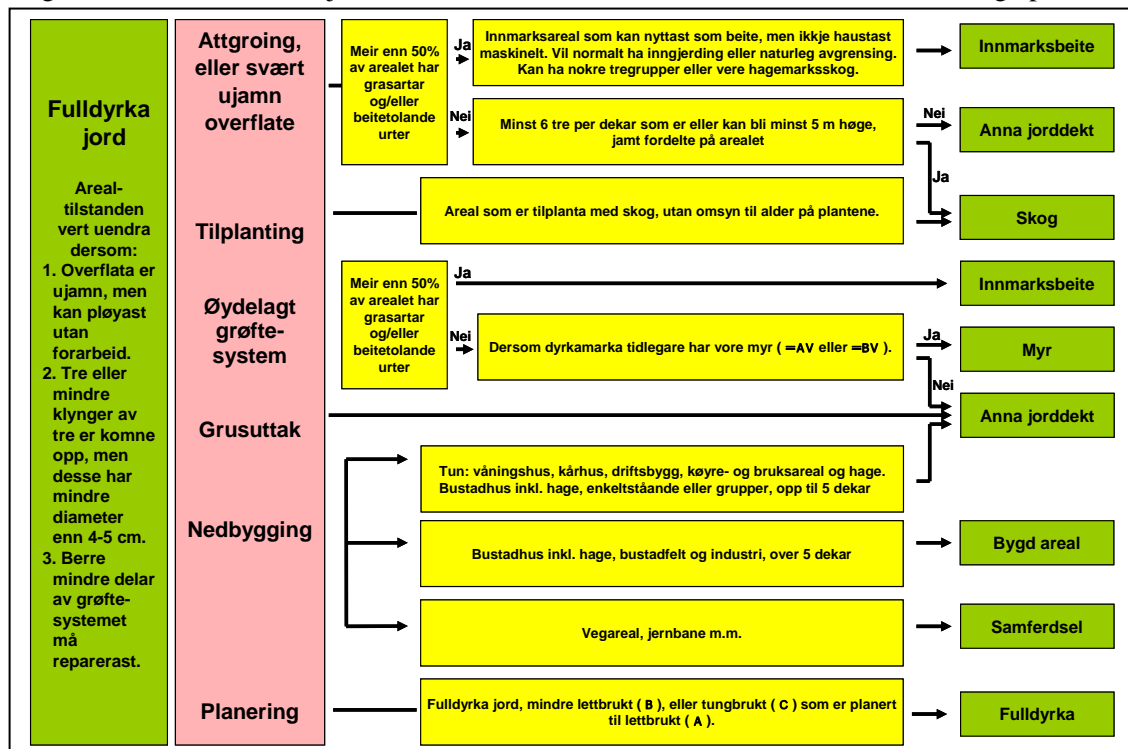 Fulldyrka
jord
Areal-
tilstanden
vert uendra
dersom:
1. Overflata er
ujamn, men
kan pløyast
utan
forarbeid.
2. Tre eller
mindre
klynger av
tre er komne
opp, men
desse har
mindre
diameter
enn 4-5 cm.
3. Berre
mindre delar
av grøfte-
systemet
må
reparerast.
Attgroing,
eller svært
ujamn
overflate
Meir enn 50%
av arealet har
grasartar
og/eller
beitetolande
urter
Ja
Innmarksareal som kan nyttast som beite, men ikkje haustast
maskinelt. Vil normalt ha inngjerding eller naturleg avgrensing.
Kan ha nokre tregrupper eller vere hagemarksskog.
Innmarksbeite
Nei
Minst 6 tre per dekar som er eller kan bli minst 5 m høge,
jamt fordelte på arealet
Nei
Anna jorddekt
Ja
Tilplanting
Areal som er tilplanta med skog, utan omsyn til alder på plantene.
Skog
Øydelagt
grøfte-
system
Meir enn 50%
av arealet har
grasartar
og/eller
beitetolande
urter
Ja
Innmarksbeite
Nei
Dersom dyrkamarka tidlegare har vore myr ( =AV eller =BV ).
Ja
Myr
Nei
Grusuttak
Anna jorddekt
Nedbygging
Tun: våningshus, kårhus, driftsbygg, køyre- og bruksareal og hage.
Bustadhus inkl. hage, enkeltståande eller grupper, opp til 5 dekar
Bustadhus inkl. hage, bustadfelt og industri, over 5 dekar
Bygd areal
Vegareal, jernbane m.m.
Samferdsel
Planering
Fulldyrka jord, mindre lettbrukt ( B ), eller tungbrukt ( C ) som er planert
til lettbrukt ( A ).
Fulldyrka